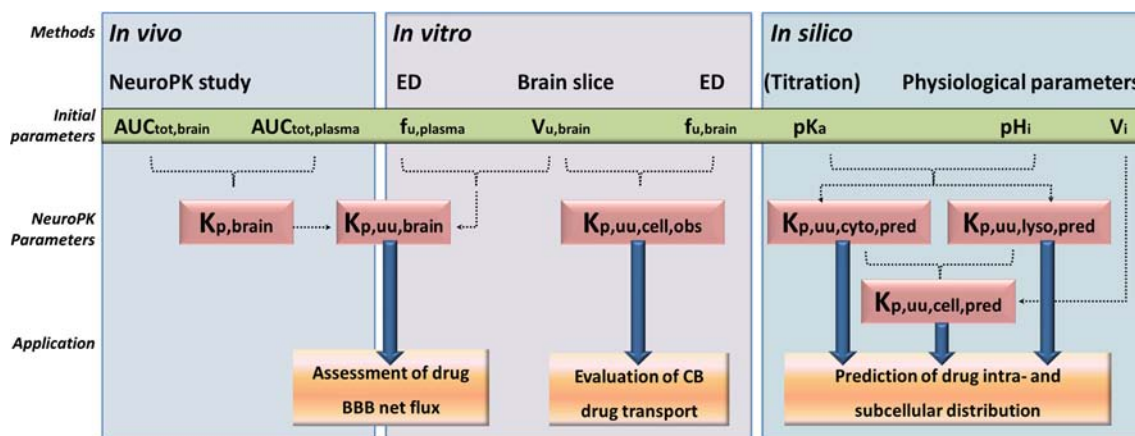 Methods
In vivo
In vitro
In silico
NeuroPK study
ED
Brain slice
ED
(Titration)
Physiological parameters
Initial
parameters
AUCtot,brain
AUCtot,plasma
fu,plasma
Vu,brain
fu,brain
pKa
pHi
Vi
NeuroPK
Parameters
Kp,brain
Kp,uu,brain
Kp,uu,cell,obs
Kp,uu,cyto,pred
Kp,uu,lyso,pred
Kp,uu,cell,pred
Application
Assessment of drug
BBB net flux
Evaluation of CB
drug transport
Prediction of drug intra- and
subcellular distribution